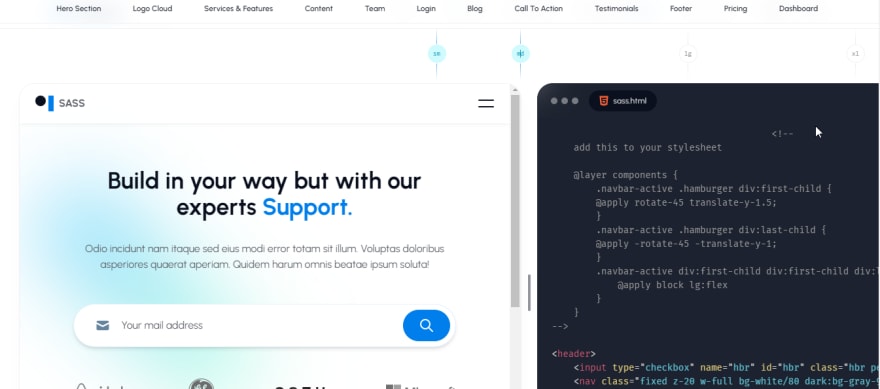 Hero Section Logo Cloud Services & Features Content Team Login Blog Call To Action Testimonials Footer Pricing Dashboard
sm md lg xl
SASS
Build in your way but with our
experts Support.
Odio incidunt nam itaque sed eius modi error totam sit illum. Voluptas doloribus
asperiores quaerat aperiam. Quidem harum omnis beatae ipsum soluta!
Your mail address
sass.html
<!--
add this to your stylesheet
@layer components {
.navbar-active .hamburger div:first-child {
@apply rotate-45 translate-y-1.5;
}
.navbar-active .hamburger div:last-child {
@apply -rotate-45 -translate-y-1;
}
.navbar-active div:first-child div:first-child div:
@apply block lg:flex
}
}
-->
<header>
<input type="checkbox" name="hbr" id="hbr" class="hbr
<nav class="fixed z-20 w-full bg-white/80 dark:bg-gray-